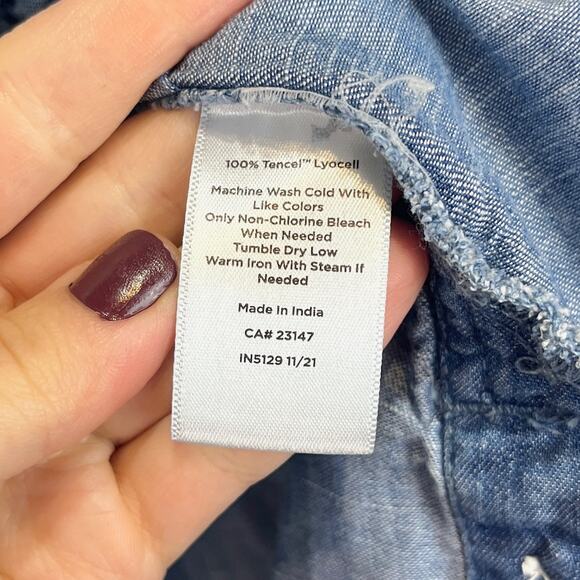 100% Tencel™ Lyocell
Machine Wash Cold With
Like Colors
Only Non-Chlorine Bleach
When Needed
Tumble Dry Low
Warm Iron With Steam If
Needed
Made In India
CA# 23147
IN5129 11/21